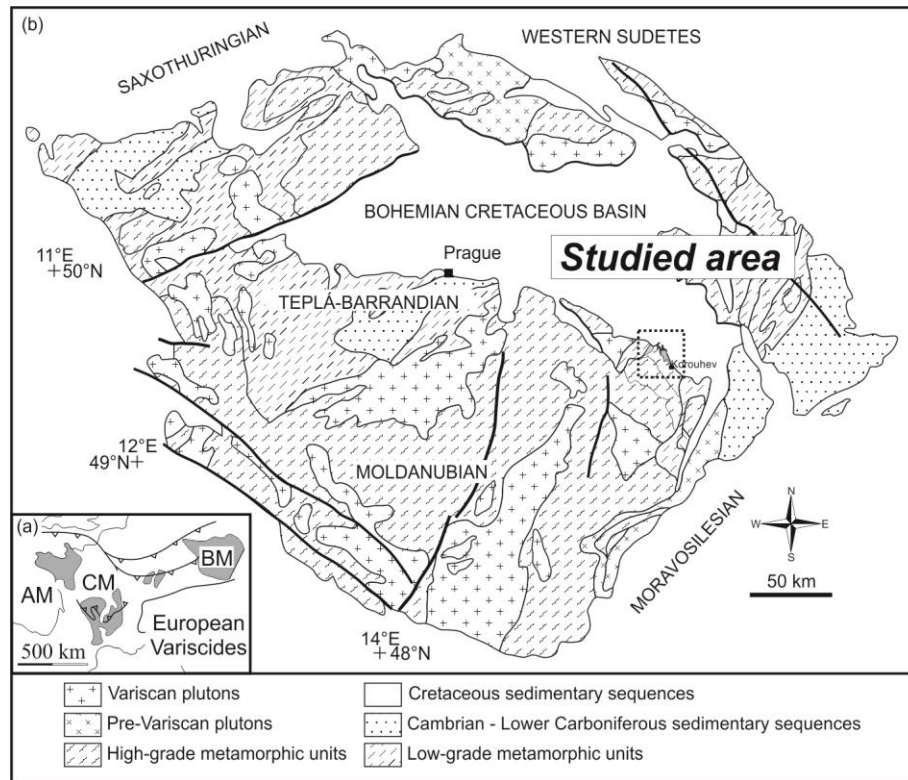 (b)
WESTERN SUDETES
SAXOTHURINGIAN
BOHEMIAN CRETACEOUS BASIN
11°E
+50°N
Prague
Studied area
TEPLÁ-BARRANDIAN
Korouhev
12°E
49°N+
MOLDANUBIAN
MORAVOSILESIAN
N
W
E
S
50 km
(a)
BM
CM
AM
European
Variscides
500 km
14°E
+48°N
Variscan plutons
Cretaceous sedimentary sequences
Pre-Variscan plutons
Cambrian - Lower Carboniferous sedimentary sequences
High-grade metamorphic units
Low-grade metamorphic units